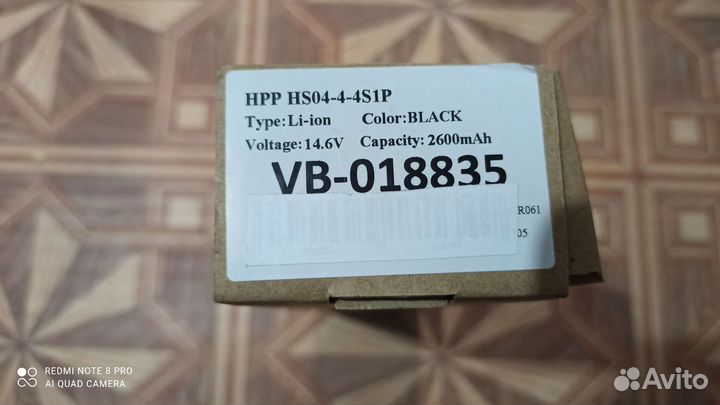 HPP HS04-4-4S1P
Type:Li-ion Color:BLACK
Voltage:14.6V Capacity: 2600mAh
VB-018835
R061
05
REDMI NOTE 8 PRO
AI QUAD CAMERA
Avito